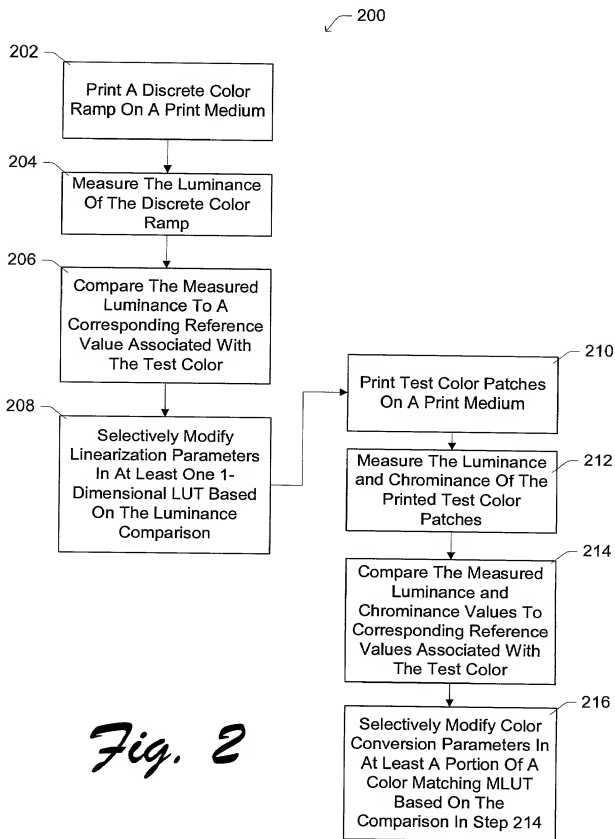 200
202
Print A Discrete Color
Ramp On A Print Medium
204
Measure The Luminance
Of The Discrete Color
Ramp
206
Compare The Measured
Luminance To A
Corresponding Reference
Value Associated With
The Test Color
208
Selectively Modify
Linearization Parameters
In At Least One 1-
Dimensional LUT Based
On The Luminance
Comparison
210
Print Test Color Patches
On A Print Medium
212
Measure The Luminance
and Chrominance Of The
Printed Test Color
Patches
214
Compare The Measured
Luminance and
Chrominance Values To
Corresponding Reference
Values Associated With
The Test Color
216
Selectively Modify Color
Conversion Parameters In
At Least A Portion Of A
Color Matching MLUT
Based On The
Comparison In Step 214
Fig. 2